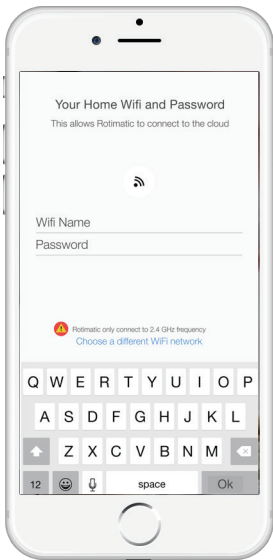 Your Home Wifi and Password
This allows Rotimatic to connect to the cloud
Wifi Name
Password
Rotimatic only connect to 2.4 GHz frequency
Choose a different WiFi network
Q W E R T Y U I O P
A S D F G H J K L
Z X C V B N M
12 space Ok